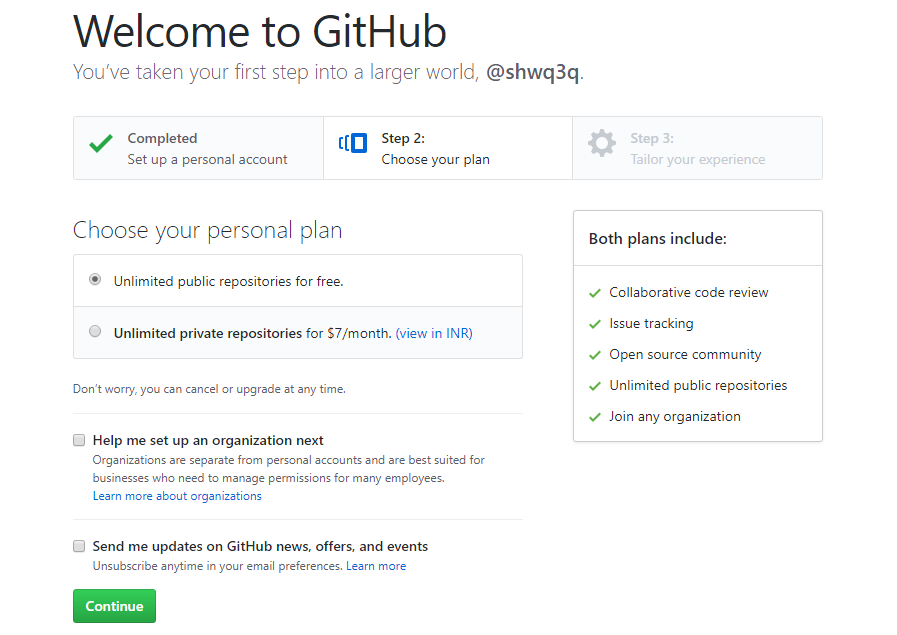 Welcome to GitHub
You’ve taken your first step into a larger world, @shwq3q.
Completed
Set up a personal account
Step 2:
Choose your plan
Step 3:
Tailor your experience
Choose your personal plan
Unlimited public repositories for free.
Unlimited private repositories for $7/month. (view in INR)
Don’t worry, you can cancel or upgrade at any time.
Help me set up an organization next
Organizations are separate from personal accounts and are best suited for
businesses who need to manage permissions for many employees.
Learn more about organizations
Send me updates on GitHub news, offers, and events
Unsubscribe anytime in your email preferences. Learn more
Continue
Both plans include:
Collaborative code review
Issue tracking
Open source community
Unlimited public repositories
Join any organization